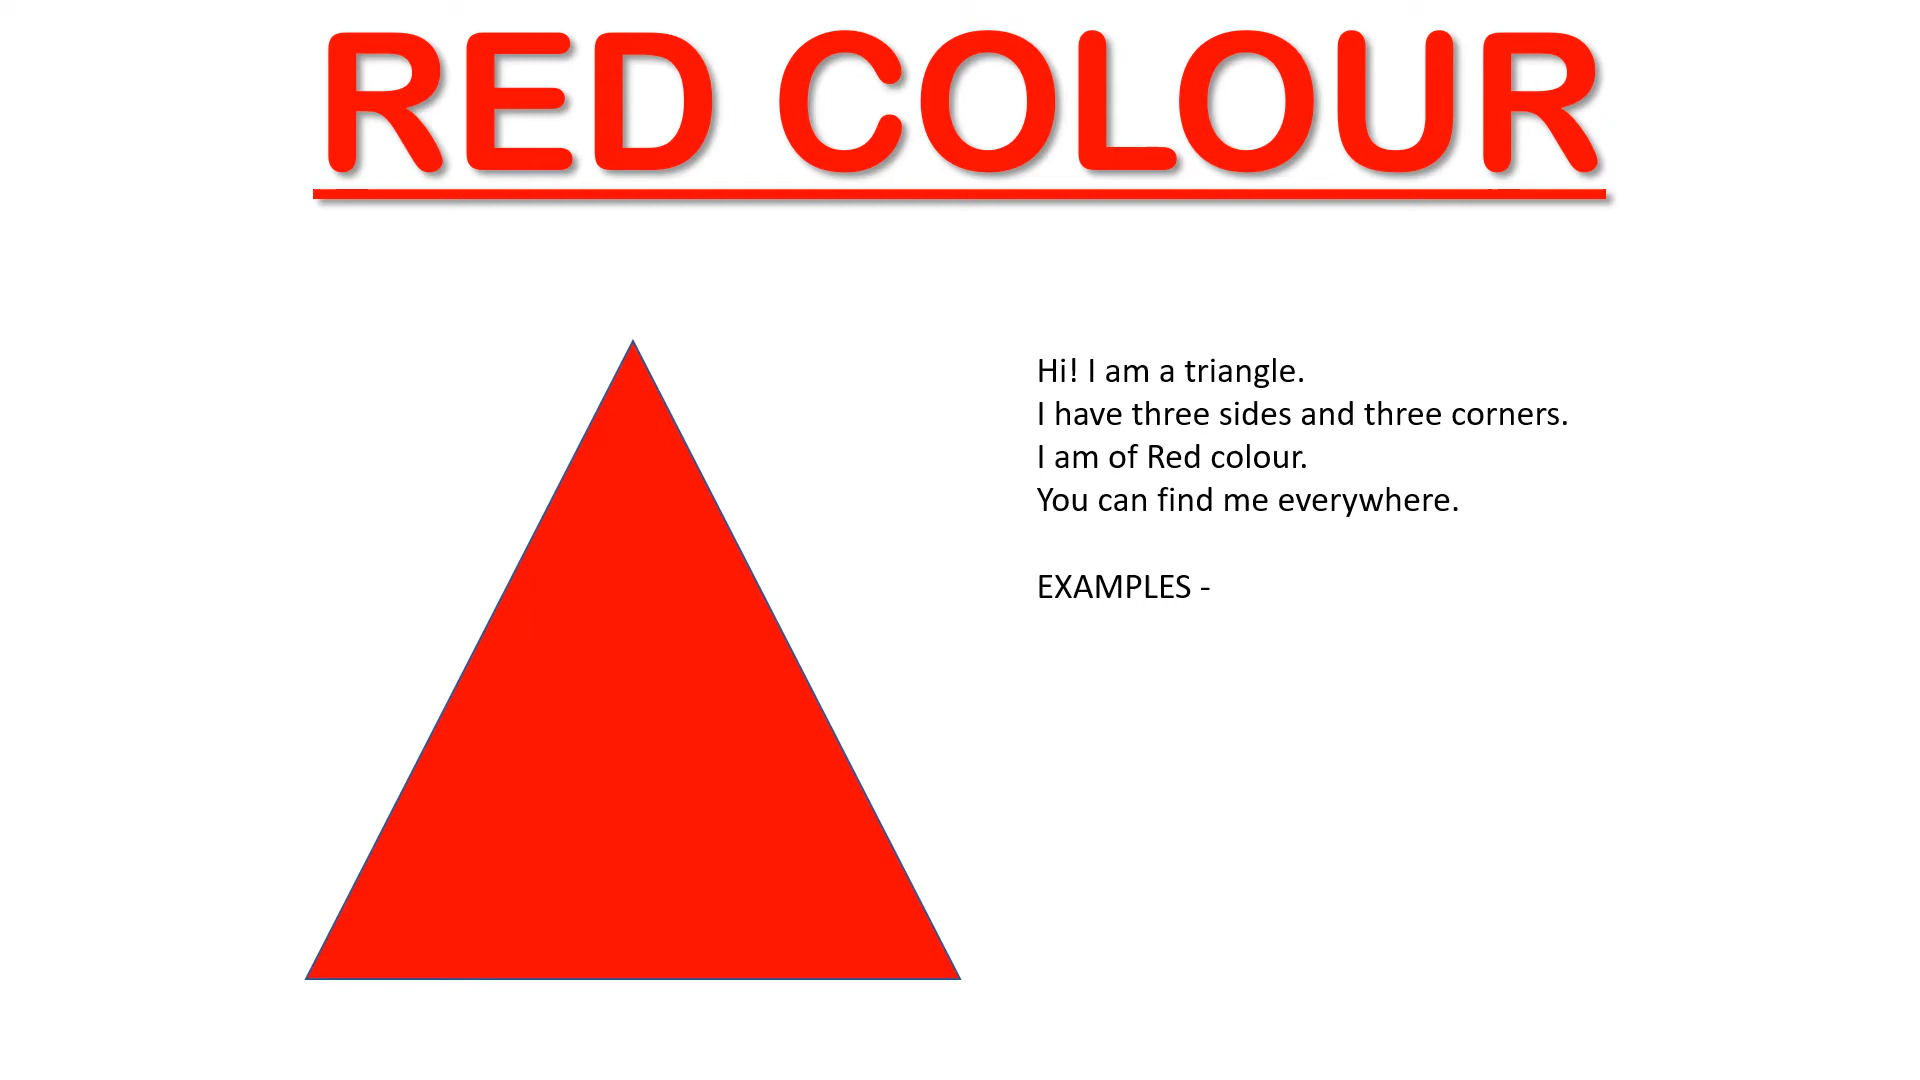 RED COLOUR
Hi! I am a triangle.
I have three sides and three corners.
I am of Red colour.
You can find me everywhere.
EXAMPLES -